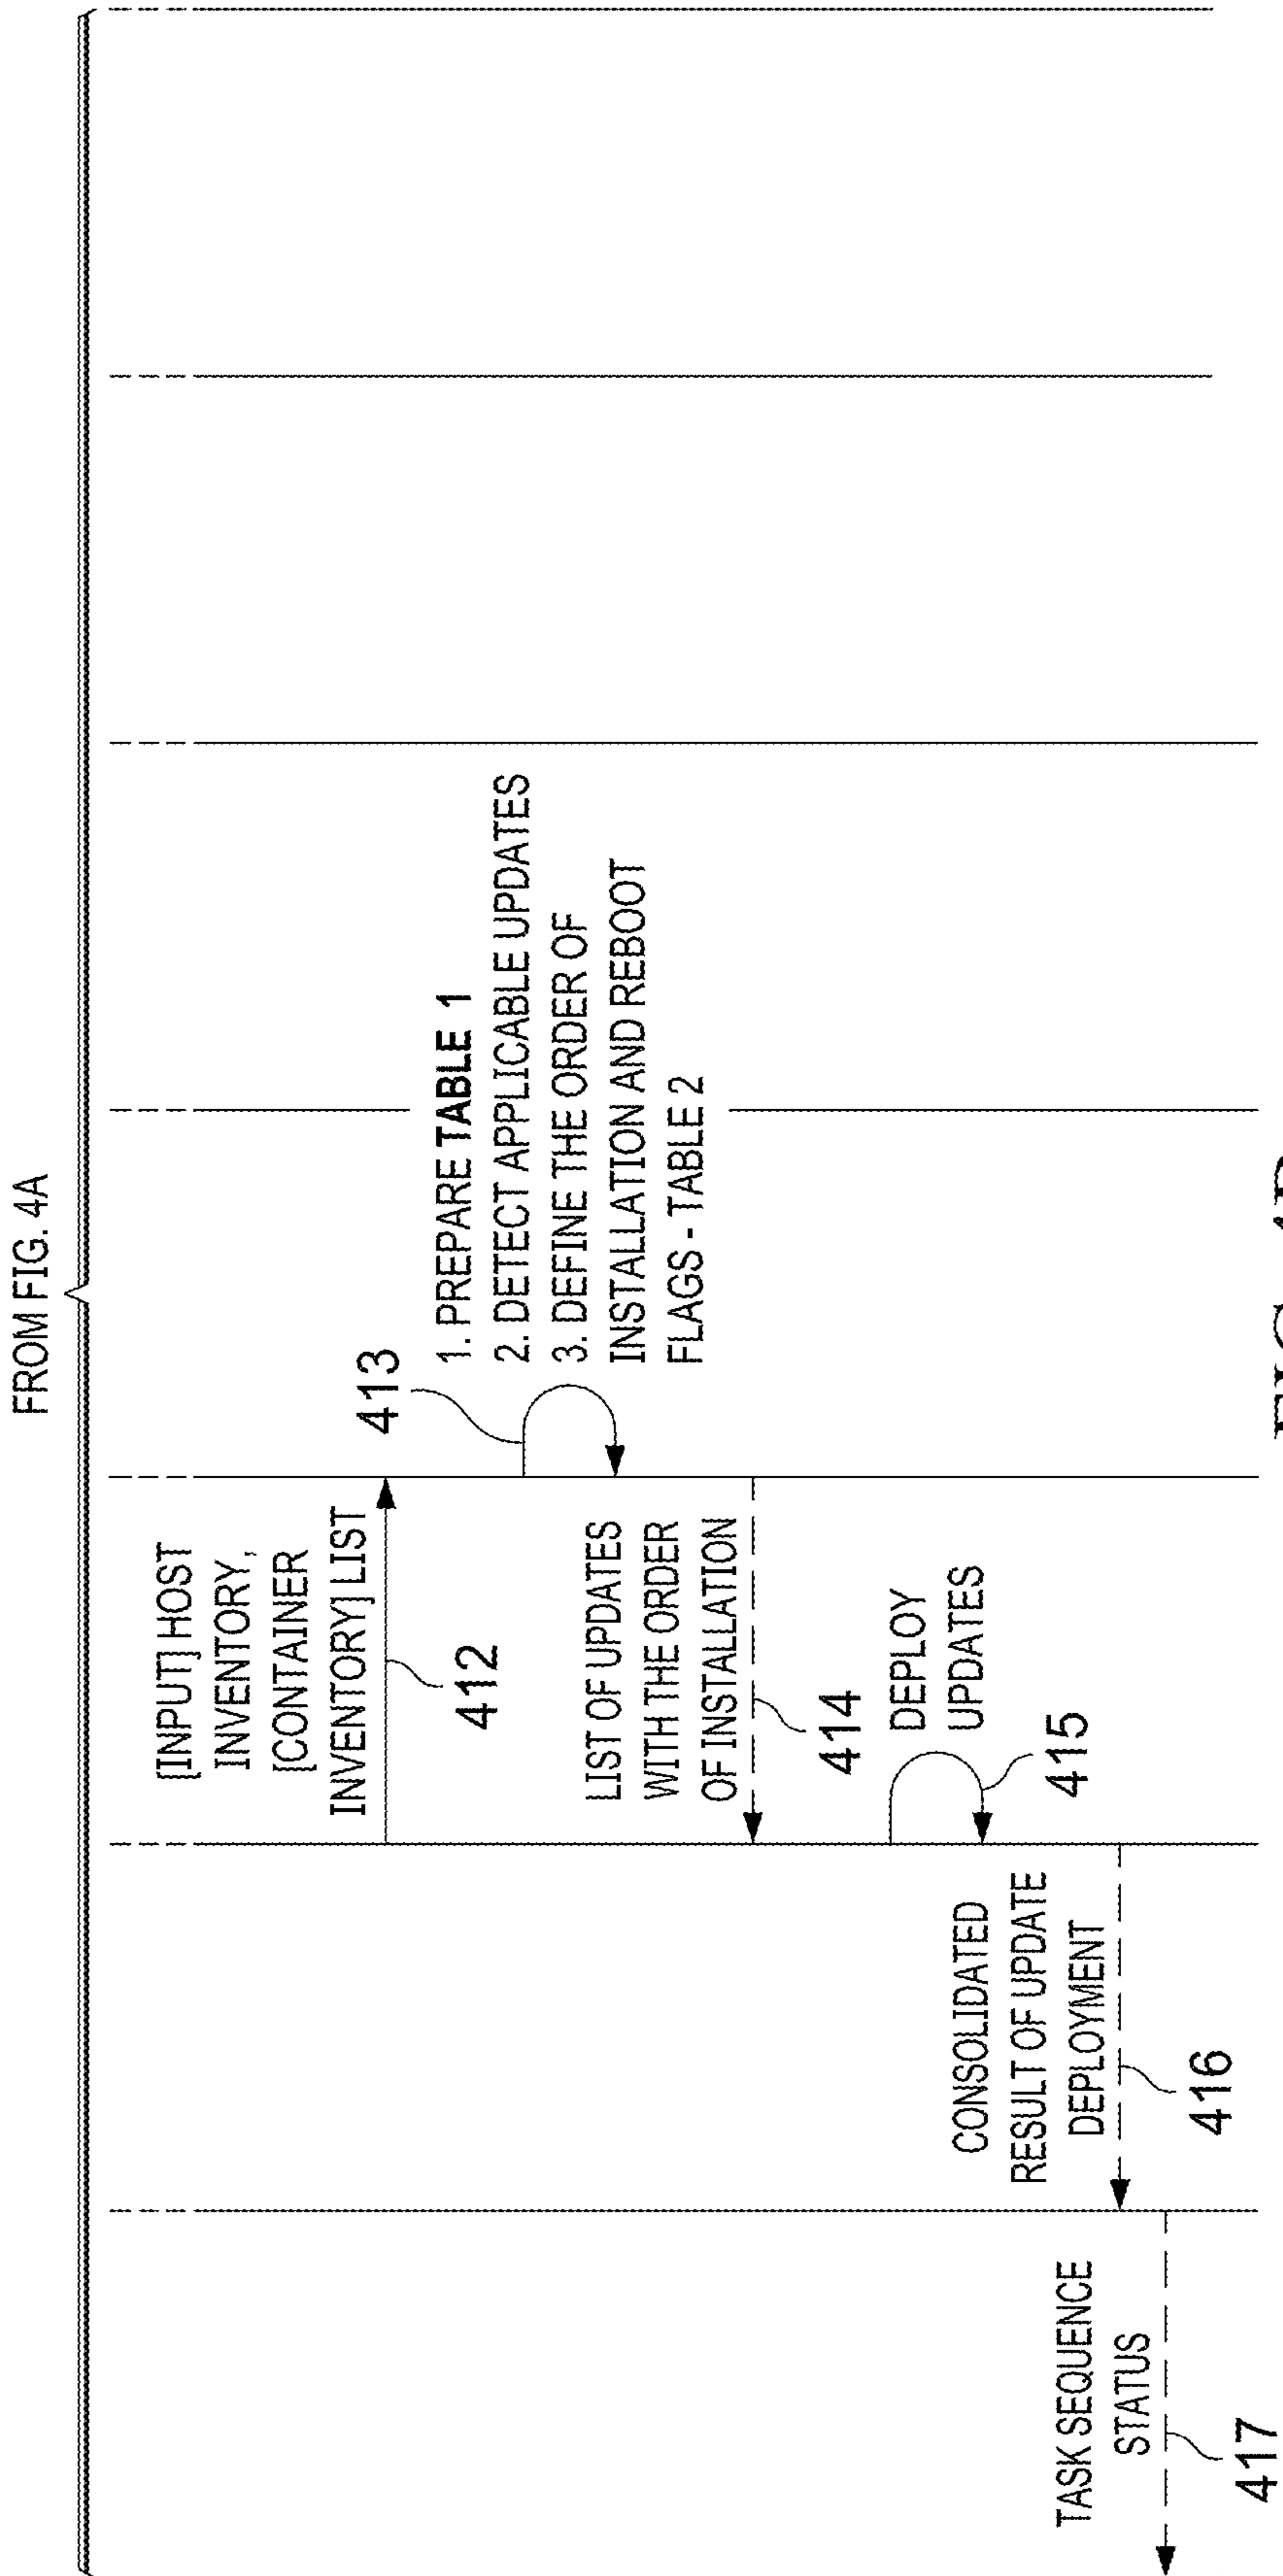 FROM FIG. 4A
[INPUT] HOST
INVENTORY,
[CONTAINER
INVENTORY] LIST
412
413
1. PREPARE TABLE 1
2. DETECT APPLICABLE UPDATES
3. DEFINE THE ORDER OF
INSTALLATION AND REBOOT
FLAGS - TABLE 2
LIST OF UPDATES
WITH THE ORDER
OF INSTALLATION
414
DEPLOY
UPDATES
415
CONSOLIDATED
RESULT OF UPDATE
DEPLOYMENT
416
TASK SEQUENCE
STATUS
417